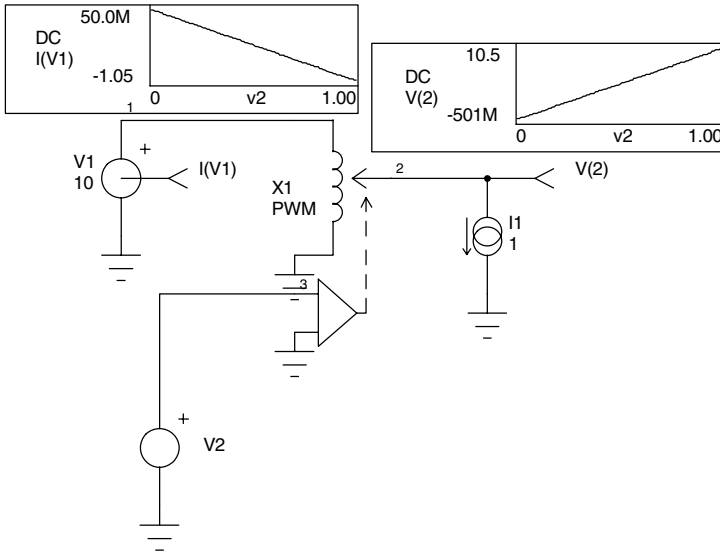 50.0M
DC
I(V1)
-1.05
0 v2 1.00
10.5
DC
V(2)
-501M
0 v2 1.00
1
V1
10
+
I(V1)
X1
PWM
2
V(2)
I1
1
3
+
V2